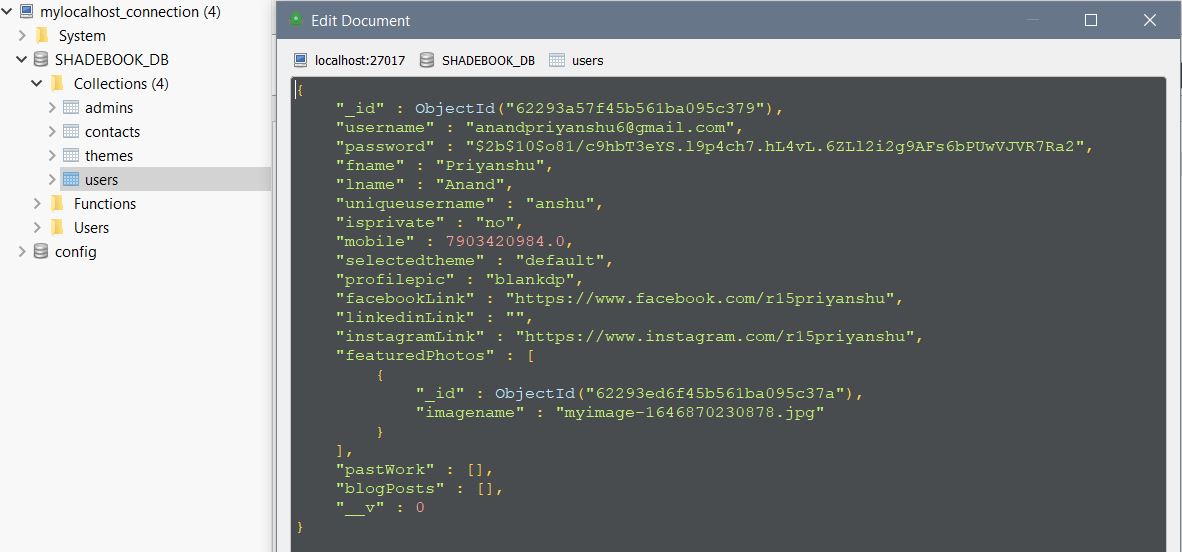 mylocalhost_connection (4)
System
SHADEBOOK_DB
Collections (4)
admins
contacts
themes
users
Functions
Users
config
Edit Document
localhost:27017 SHADEBOOK_DB users
{
"_id" : ObjectId("62293a57f45b561ba095c379"),
"username" : "anandpriyanshu6@gmail.com",
"password" : "$2b$10$o81/c9hbT3eYS.l9p4ch7.hL4vL.6ZLl2i2g9AFs6bPUwVJVR7Ra2",
"fname" : "Priyanshu",
"lname" : "Anand",
"uniqueusername" : "anshu",
"isprivate" : "no",
"mobile" : 7903420984.0,
"selectedtheme" : "default",
"profilepic" : "blankdp",
"facebookLink" : "https://www.facebook.com/r15priyanshu",
"linkedinLink" : "",
"instagramLink" : "https://www.instagram.com/r15priyanshu",
"featuredPhotos" : [
{
"_id" : ObjectId("62293ed6f45b561ba095c37a"),
"imagename" : "myimage-1646870230878.jpg"
}
],
"pastWork" : [],
"blogPosts" : [],
"__v" : 0
}